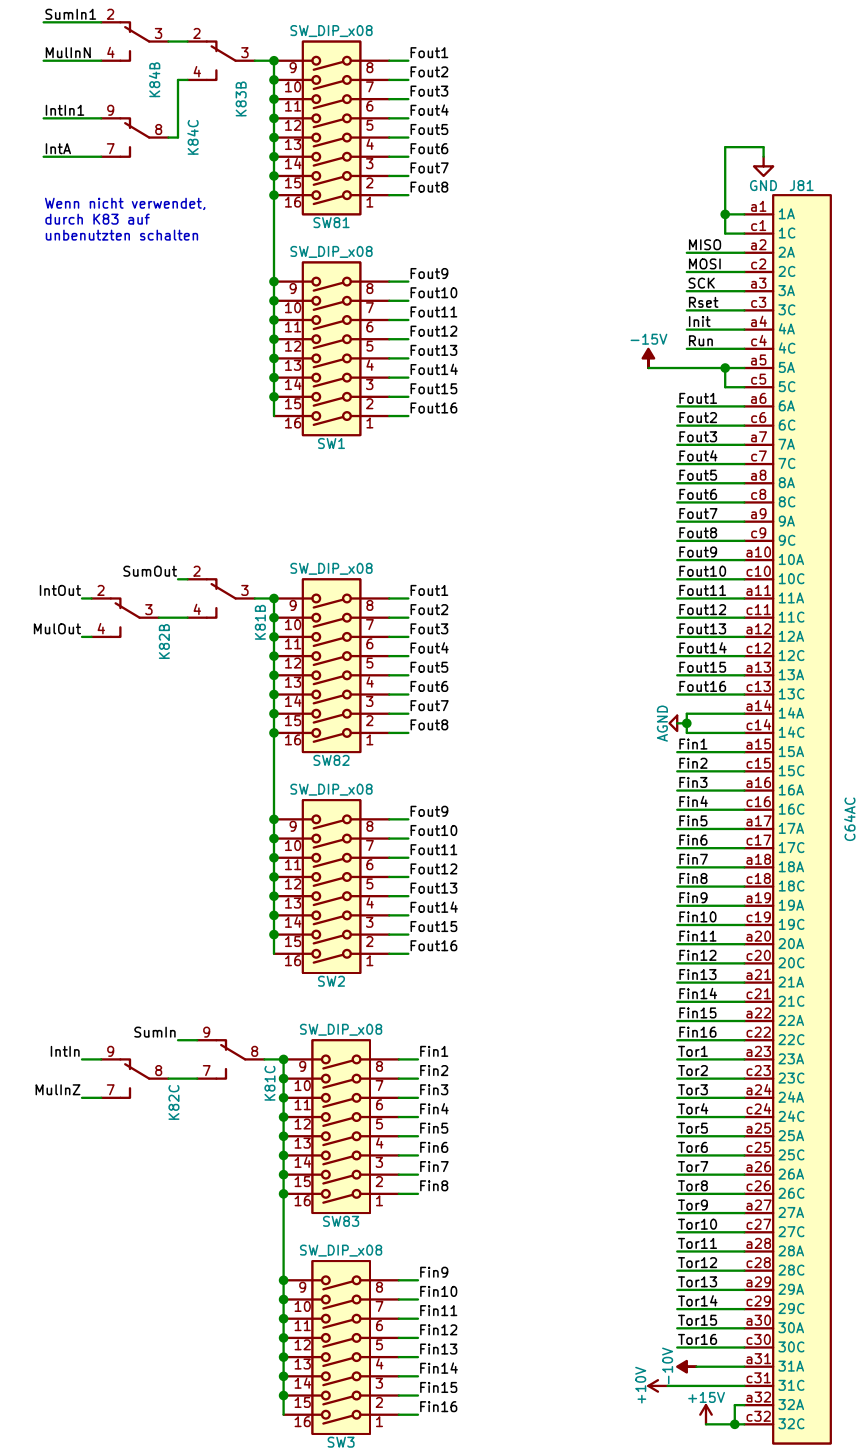 SumIn1 2
3 2
MulInN 4
K84B
3
4
K83B
IntIn1 9
8
IntA 7
K84C
Wenn nicht verwendet,
durch K83 auf
unbenutzten schalten
SW_DIP_x08
9 8 Fout1
10 7 Fout2
11 6 Fout3
12 5 Fout4
13 4 Fout5
14 3 Fout6
15 2 Fout7
16 1 Fout8
SW81
SW_DIP_x08
9 8 Fout9
10 7 Fout10
11 6 Fout11
12 5 Fout12
13 4 Fout13
14 3 Fout14
15 2 Fout15
16 1 Fout16
SW1
SumOut 2
IntOut 2
3 4
3
MulOut 4
K82B
K81B
SW_DIP_x08
9 8 Fout1
10 7 Fout2
11 6 Fout3
12 5 Fout4
13 4 Fout5
14 3 Fout6
15 2 Fout7
16 1 Fout8
SW82
SW_DIP_x08
9 8 Fout9
10 7 Fout10
11 6 Fout11
12 5 Fout12
13 4 Fout13
14 3 Fout14
15 2 Fout15
16 1 Fout16
SW2
SumIn 9
IntIn 9
8 7
8
MulInZ 7
K82C
K81C
SW_DIP_x08
9 8 Fin1
10 7 Fin2
11 6 Fin3
12 5 Fin4
13 4 Fin5
14 3 Fin6
15 2 Fin7
16 1 Fin8
SW83
SW_DIP_x08
9 8 Fin9
10 7 Fin10
11 6 Fin11
12 5 Fin12
13 4 Fin13
14 3 Fin14
15 2 Fin15
16 1 Fin16
SW3
GND J81
a1 1A
c1 1C
MISO a2 2A
MOSI c2 2C
SCK a3 3A
Rset c3 3C
Init a4 4A
Run c4 4C
-15V
a5 5A
c5 5C
Fout1 a6 6A
Fout2 c6 6C
Fout3 a7 7A
Fout4 c7 7C
Fout5 a8 8A
Fout6 c8 8C
Fout7 a9 9A
Fout8 c9 9C
Fout9 a10 10A
Fout10 c10 10C
Fout11 a11 11A
Fout12 c11 11C
Fout13 a12 12A
Fout14 c12 12C
Fout15 a13 13A
Fout16 c13 13C
AGND
a14 14A
c14 14C
Fin1 a15 15A
Fin2 c15 15C
Fin3 a16 16A
Fin4 c16 16C
Fin5 a17 17A
Fin6 c17 17C
Fin7 a18 18A
Fin8 c18 18C
Fin9 a19 19A
Fin10 c19 19C
Fin11 a20 20A
Fin12 c20 20C
Fin13 a21 21A
Fin14 c21 21C
Fin15 a22 22A
Fin16 c22 22C
Tor1 a23 23A
Tor2 c23 23C
Tor3 a24 24A
Tor4 c24 24C
Tor5 a25 25A
Tor6 c25 25C
Tor7 a26 26A
Tor8 c26 26C
Tor9 a27 27A
Tor10 c27 27C
Tor11 a28 28A
Tor12 c28 28C
Tor13 a29 29A
Tor14 c29 29C
Tor15 a30 30A
Tor16 c30 30C
-10V a31 31A
+10V c31 31C
+15V a32 32A
c32 32C
C64AC